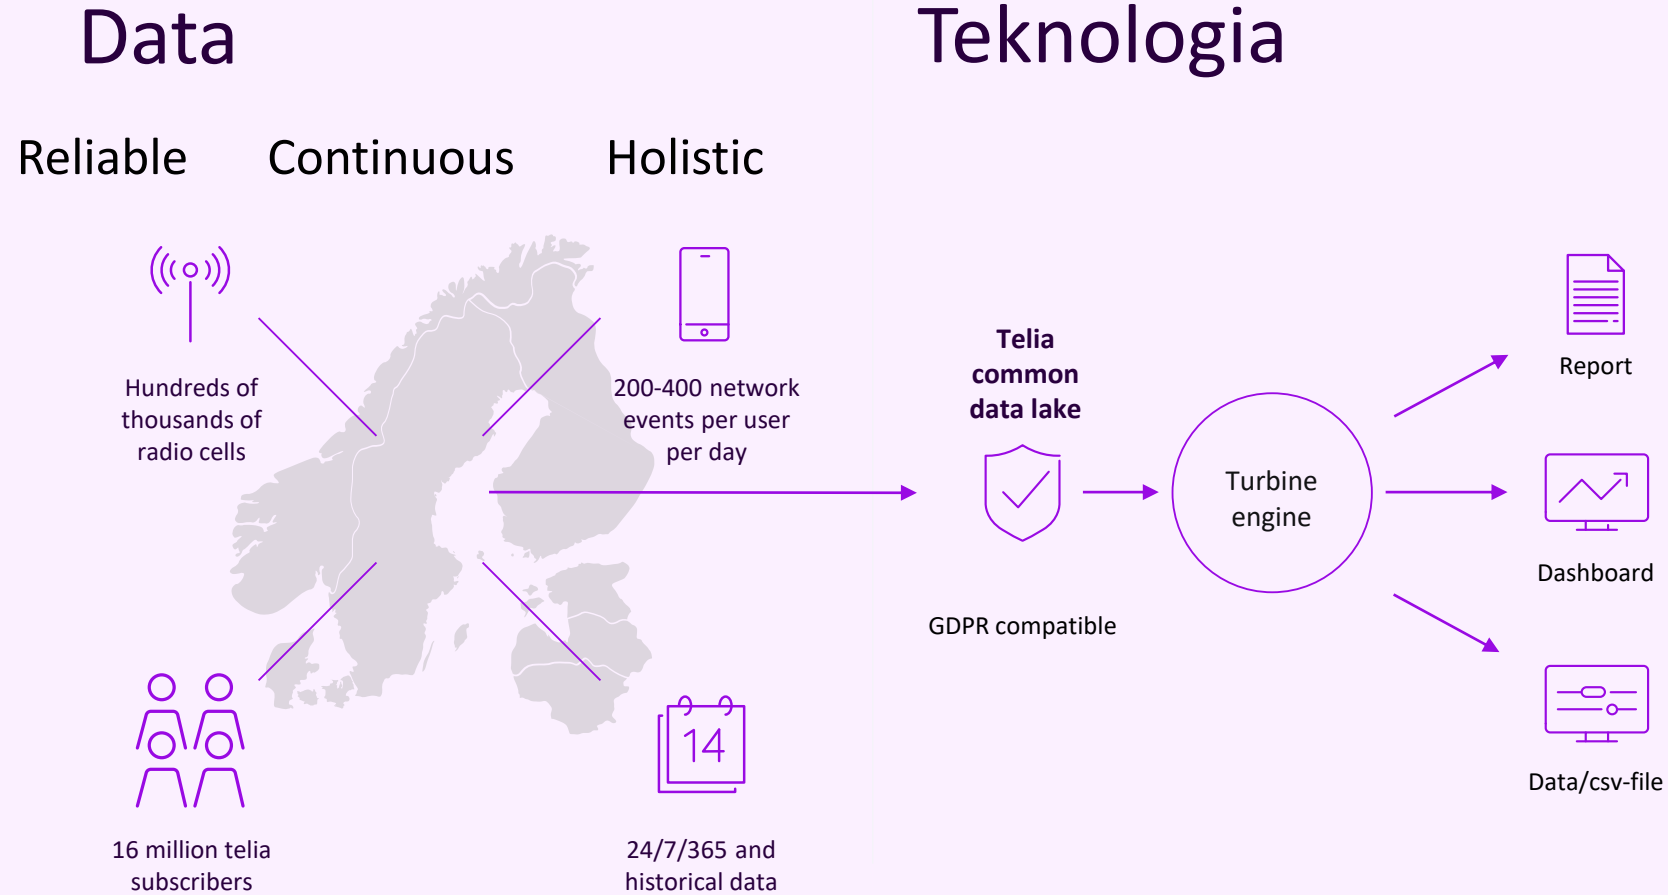 Data
Teknologia
Reliable Continuous Holistic
Hundreds of
thousands of
radio cells
200-400 network
events per user
per day
16 million telia
subscribers
14
24/7/365 and
historical data
Telia
common
data lake
GDPR compatible
Turbine
engine
Report
Dashboard
Data/csv-file